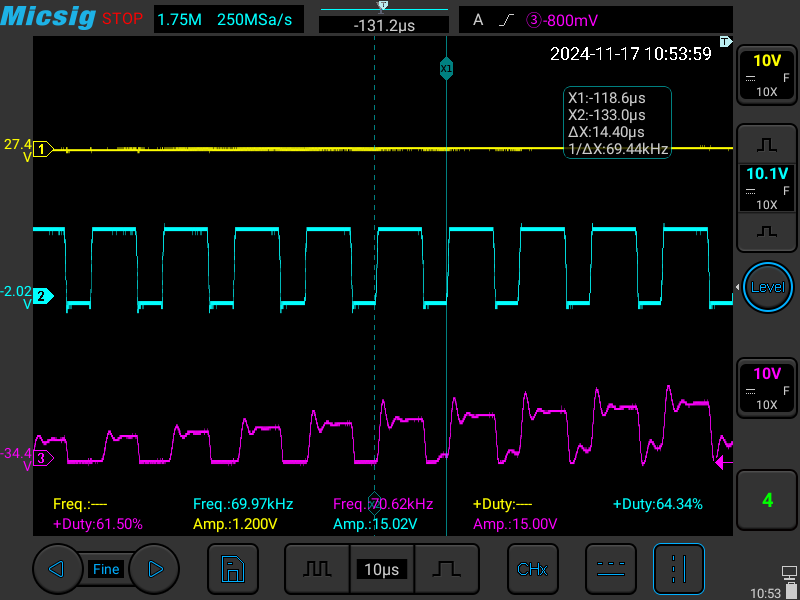 Micsig STOP 1.75M 250MSa/s -131.2µs A 3 -800mV
T
T
2024-11-17 10:53:59
10V
F
10X
X1
X1:-118.6µs
X2:-133.0µs
ΔX:14.40µs
1/ΔX:69.44kHz
27.4
V
1
10.1V
F
10X
-2.02
V
2
Level
10V
F
10X
-34.4
V
3
4
Freq.:---- Freq.:69.97kHz Freq.:70.62kHz +Duty:---- +Duty:64.34%
+Duty:61.50% Amp.:1.200V Amp.:15.02V Amp.:15.00V
Fine 10µs CHx
10:53